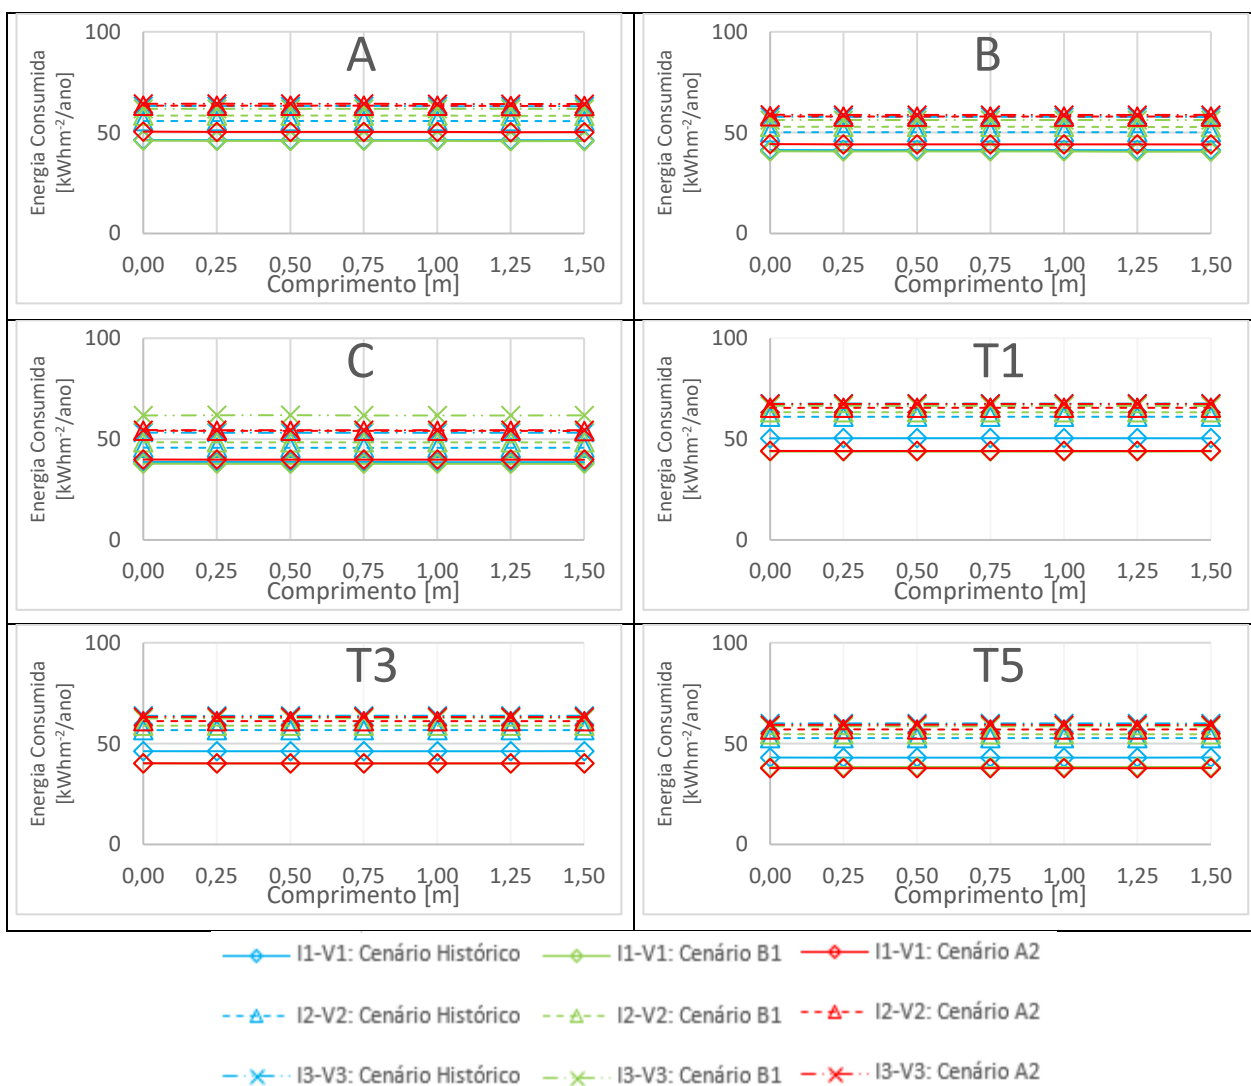 A
Energia Consumida
[kWhm⁻²/ano]
100
50
0
0,00 0,25 0,50 0,75 1,00 1,25 1,50
Comprimento [m]
B
Energia Consumida
[kWhm⁻²/ano]
100
50
0
0,00 0,25 0,50 0,75 1,00 1,25 1,50
Comprimento [m]
C
Energia Consumida
[kWhm⁻²/ano]
100
50
0
0,00 0,25 0,50 0,75 1,00 1,25 1,50
Comprimento [m]
T1
Energia Consumida
[kWhm⁻²/ano]
100
50
0
0,00 0,25 0,50 0,75 1,00 1,25 1,50
Comprimento [m]
T3
Energia Consumida
[kWhm⁻²/ano]
100
50
0
0,00 0,25 0,50 0,75 1,00 1,25 1,50
Comprimento [m]
T5
Energia Consumida
[kWhm⁻²/ano]
100
50
0
0,00 0,25 0,50 0,75 1,00 1,25 1,50
Comprimento [m]
I1-V1: Cenário Histórico I1-V1: Cenário B1 I1-V1: Cenário A2
I2-V2: Cenário Histórico I2-V2: Cenário B1 I2-V2: Cenário A2
I3-V3: Cenário Histórico I3-V3: Cenário B1 I3-V3: Cenário A2